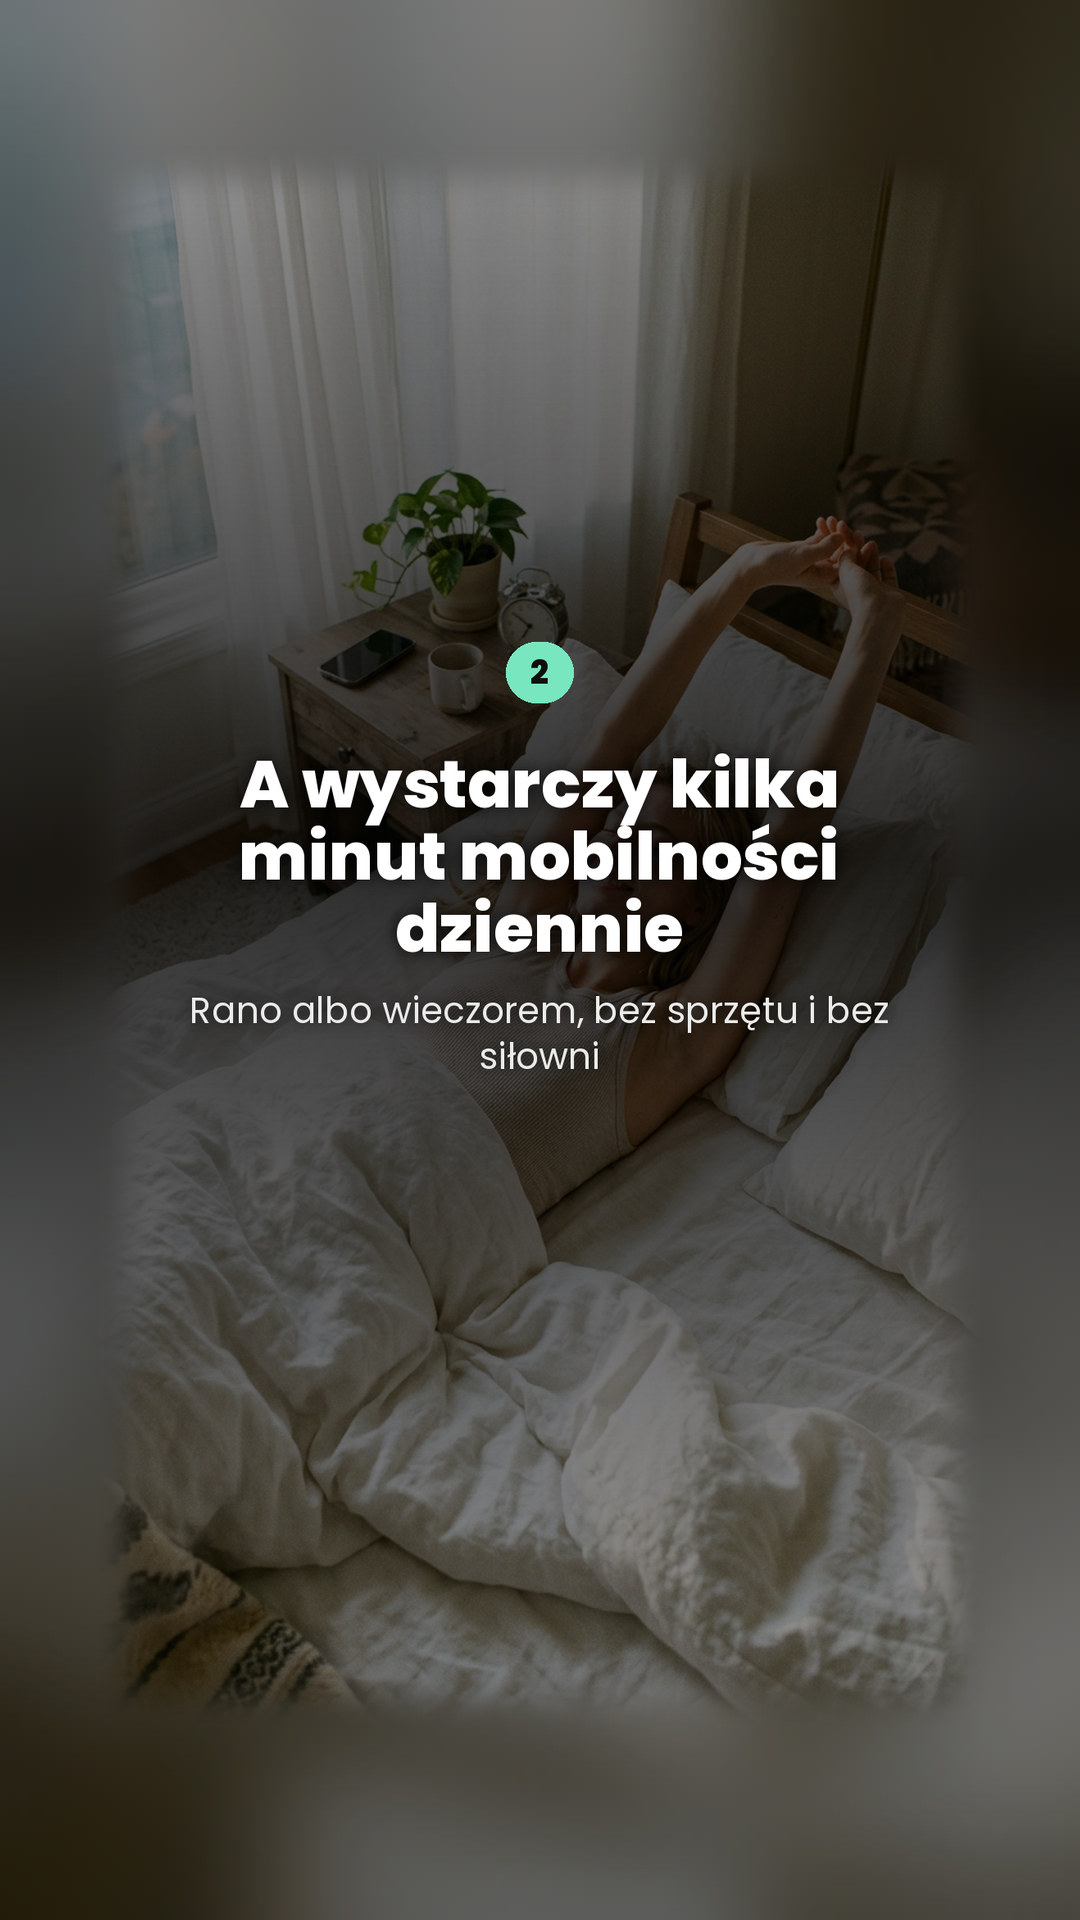 2
A wystarczy kilka
minut mobilności
dziennie
Rano albo wieczorem, bez sprzętu i bez
siłowni